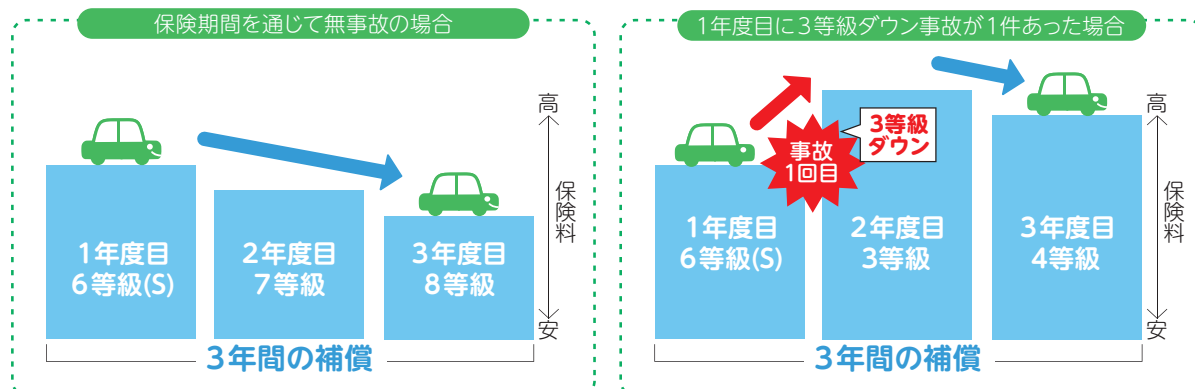 保険期間を通じて無事故の場合
高
保険料
安
1年度目
6等級(S)
2年度目
7等級
3年度目
8等級
3年間の補償
1年度目に3等級ダウン事故が1件あった場合
3等級
ダウン
事故
1回目
高
保険料
安
1年度目
6等級(S)
2年度目
3等級
3年度目
4等級
3年間の補償